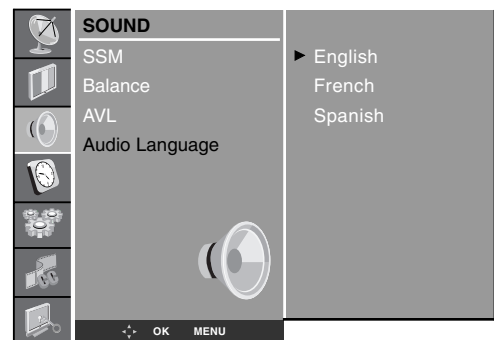 SOUND
SSM
Balance
AVL
Audio Language
► English
French
Spanish
OK MENU